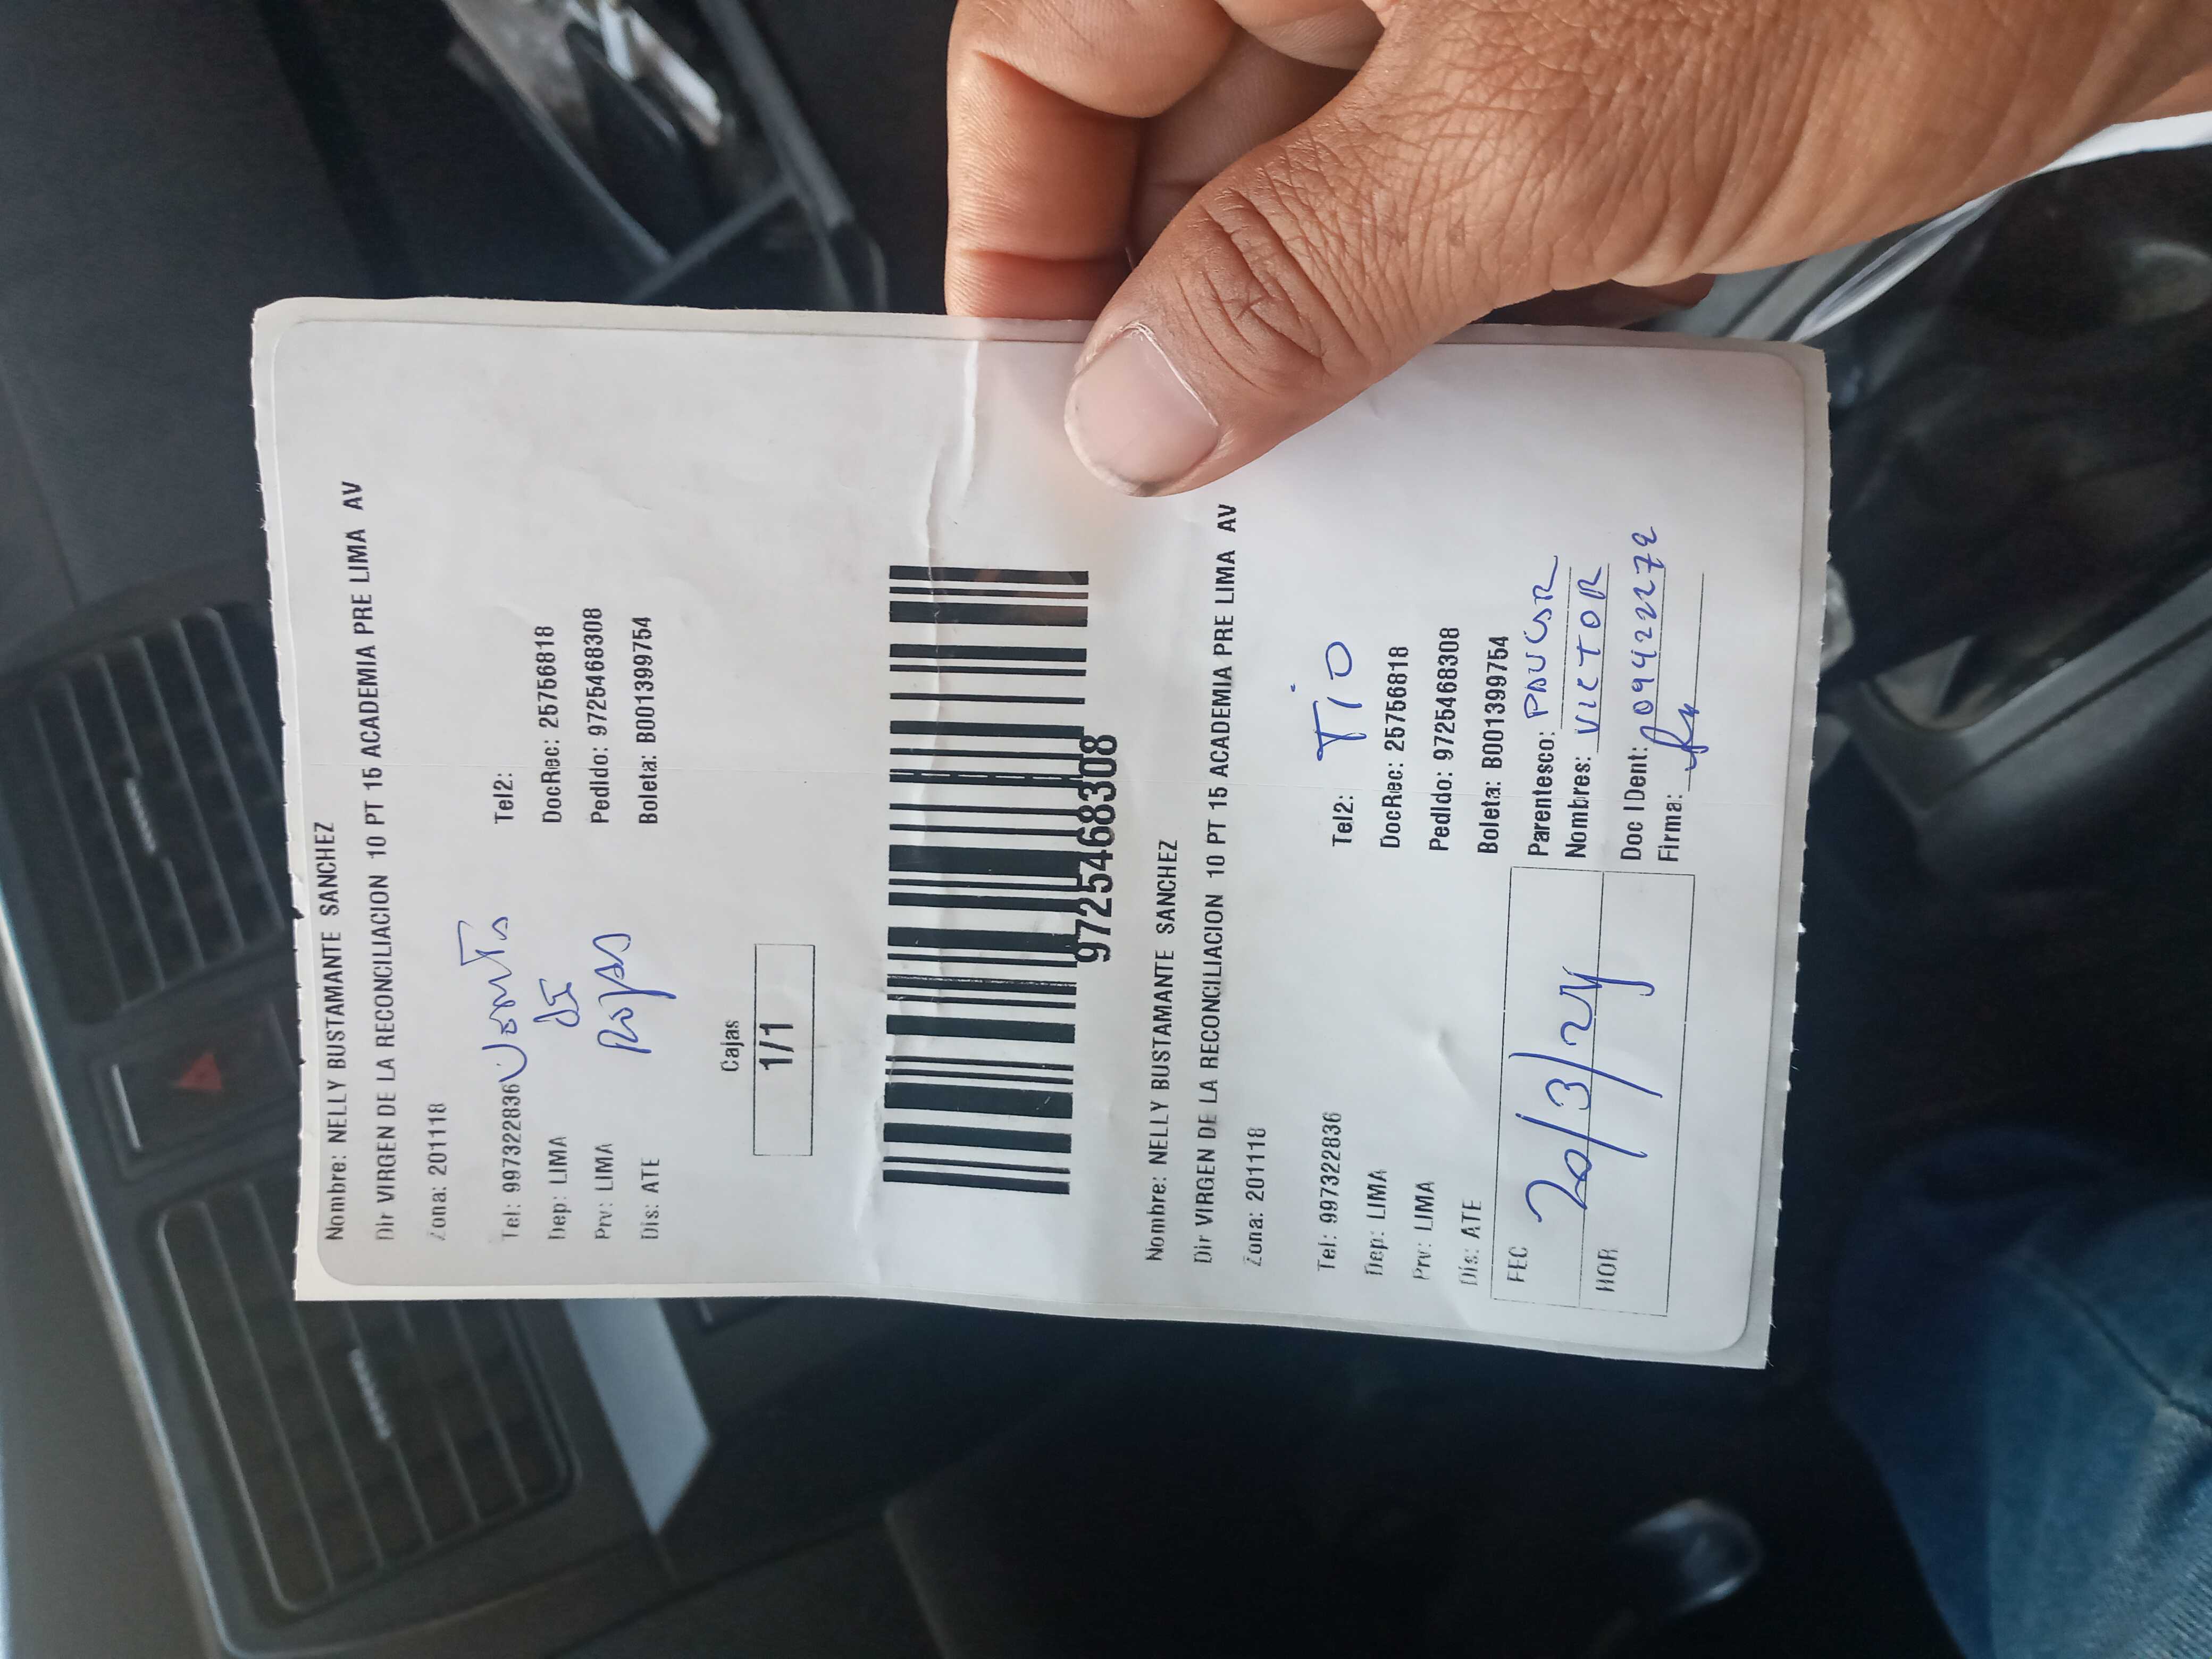 Nombre: NELLY BUSTAMANTE SANCHEZ
Dir VIRGEN DE LA RECONCILIACION 10 PT 15 ACADEMIA PRE LIMA AV
Zona: 201118
Tel: 997322836 Tel2:
Dep: LIMA DocRec: 25756818
Prv: LIMA Pedido: 9725468308
Dis: ATE Boleta: B001399754
de
Rojas
Cajas
1/1
9725468308
Nombre: NELLY BUSTAMANTE SANCHEZ
Dir VIRGEN DE LA RECONCILIACION 10 PT 15 ACADEMIA PRE LIMA AV
Zona: 201118
Tel: 997322836 Tel2: TIO
Dep: LIMA DocRec: 25756818
Prv: LIMA Pedido: 9725468308
Dis: ATE Boleta: B001399754
FEC 20/3/24 Parentesco: PAUCAR
HOR Nombres: VICTOR
Doc IDent:
Firma: